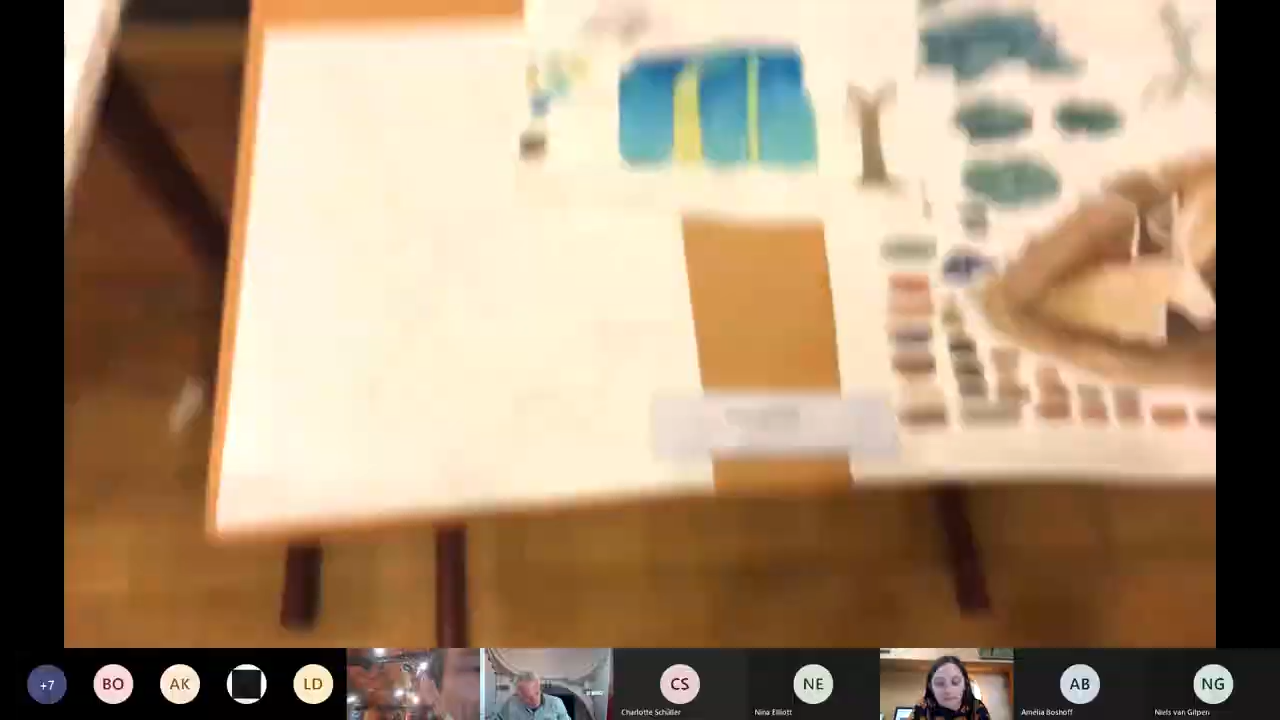 +7
BO
AK
LD
CS
Charlotte Schüller
NE
Nina Elliott
AB
Amelia Boshoff
NG
Niels van Gilpen